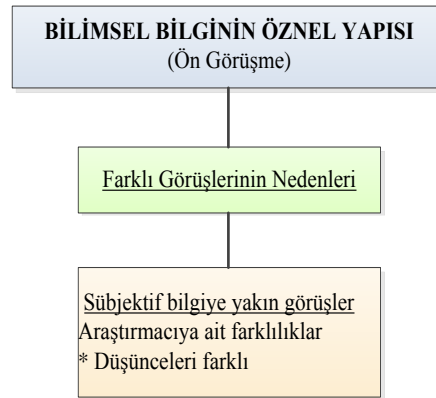 BİLİMSEL BİLGİNİN ÖZNEL YAPISI
(Ön Görüşme)
Farklı Görüşlerinin Nedenleri
Sübjektif bilgiye yakın görüşler
Araştırmacıya ait farklılıklar
* Düşünceleri farklı